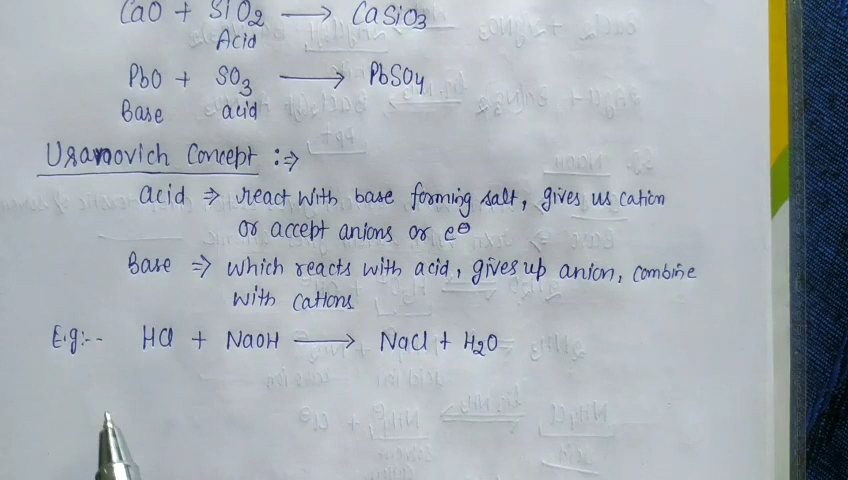 CaO + SiO2 ⟶ CaSiO3
Acid
PbO + SO3 ⟶ PbSO4
Base acid
Usanovich Concept :⇒
acid ⇒ react with base forming salt, gives us cation
or accept anions or e⊖
Base ⇒ which reacts with acid, gives up anion, combine
with cations
E.g:-- HCl + NaOH ⟶ NaCl + H2O